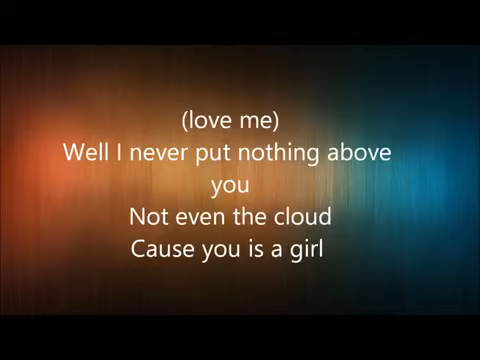 (love me)
Well I never put nothing above
you
Not even the cloud
Cause you is a girl